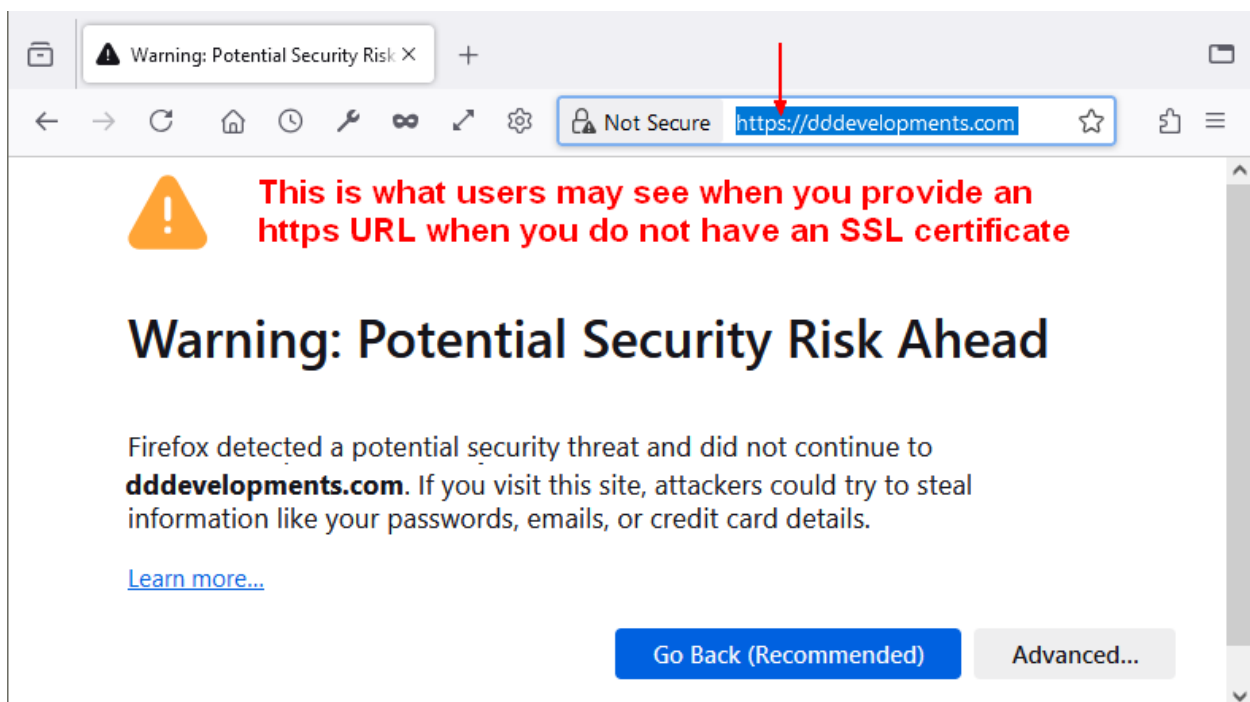 Warning: Potential Security Risk
Not Secure https://dddevelopments.com
This is what users may see when you provide an
https URL when you do not have an SSL certificate
Warning: Potential Security Risk Ahead
Firefox detected a potential security threat and did not continue to
dddevelopments.com. If you visit this site, attackers could try to steal
information like your passwords, emails, or credit card details.
Learn more...
Go Back (Recommended) Advanced...